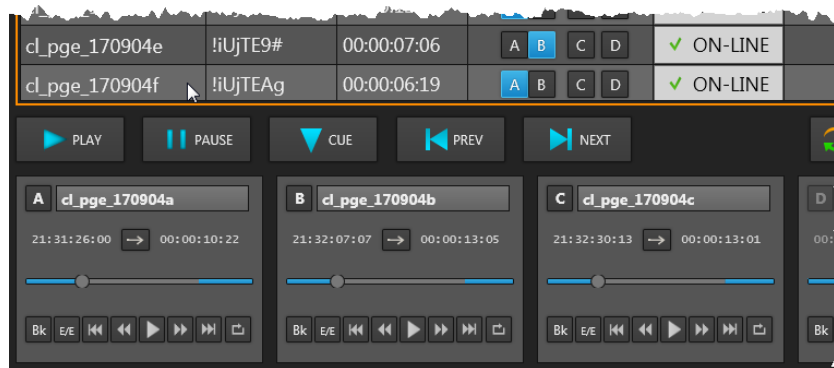 cl_pge_170904e !iUjTE9# 00:00:07:06 A B C D ✓ ON-LINE
cl_pge_170904f !iUjTEAg 00:00:06:19 A B C D ✓ ON-LINE
PLAY PAUSE CUE PREV NEXT
A cl_pge_170904a B cl_pge_170904b C cl_pge_170904c D
21:31:26:00 → 00:00:10:22 21:32:07:07 → 00:00:13:05 21:32:30:13 → 00:00:13:01 00:
Bk E/E Bk E/E Bk E/E Bk